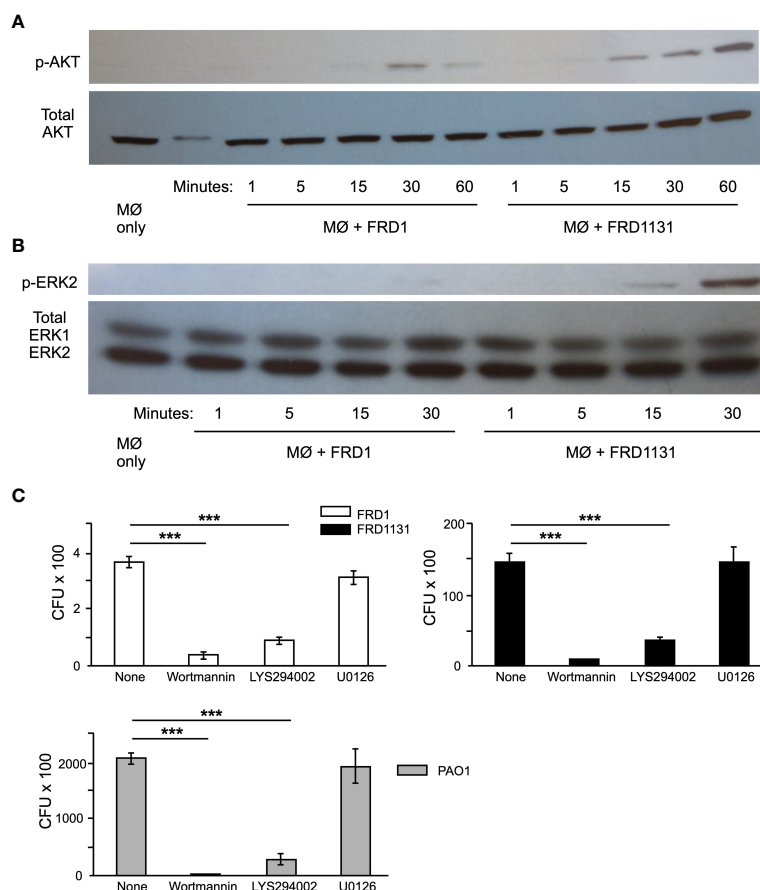 A
p-AKT
Total
AKT
Minutes: 1 5 15 30 60 1 5 15 30 60
MØ
only
MØ + FRD1 MØ + FRD1131
B
p-ERK2
Total
ERK1
ERK2
Minutes: 1 5 15 30 1 5 15 30
MØ
only
MØ + FRD1 MØ + FRD1131
C
FRD1
FRD1131
***
***
CFU x 100
4
2
0
None Wortmannin LYS294002 U0126
***
***
CFU x 100
200
100
0
None Wortmannin LYS294002 U0126
***
***
CFU x 100
2000
1000
0
None Wortmannin LYS294002 U0126
PAO1